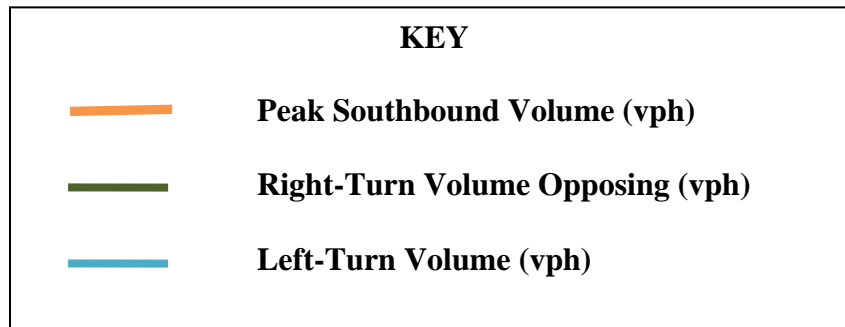 KEY
Peak Southbound Volume (vph)
Right-Turn Volume Opposing (vph)
Left-Turn Volume (vph)